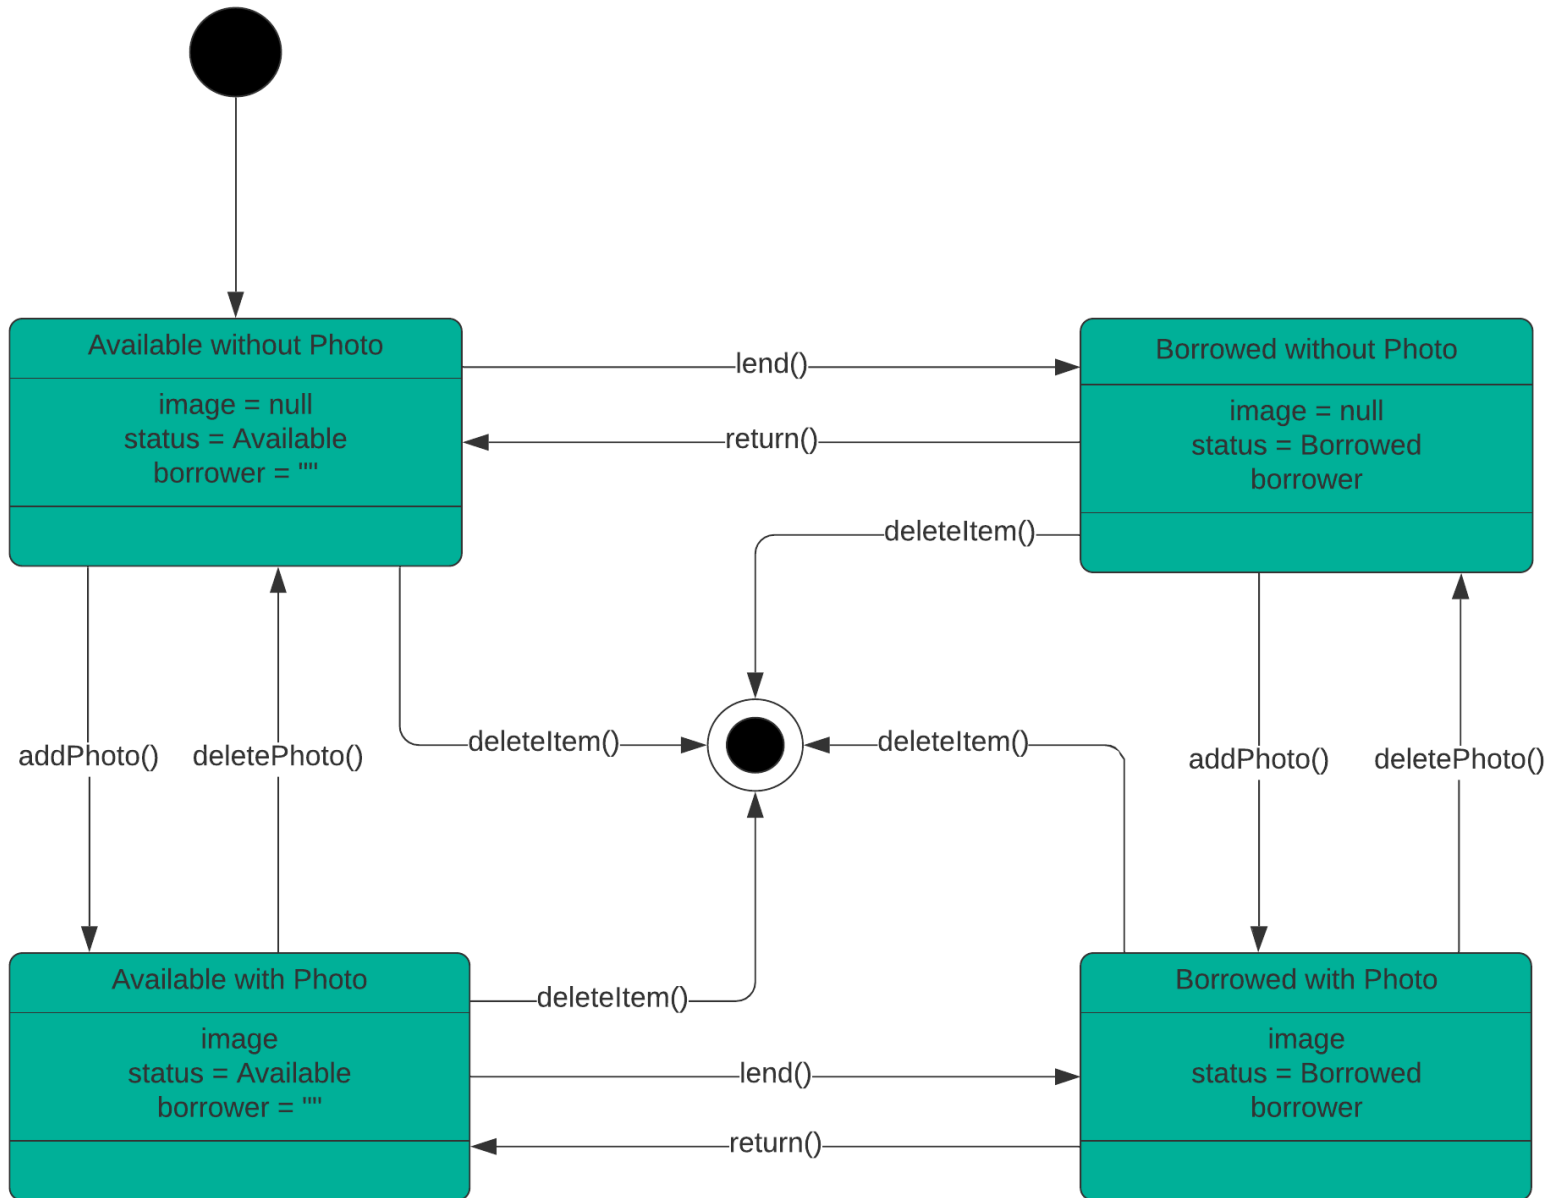 Available without Photo
image = null
status = Available
borrower = ""
lend()
return()
Borrowed without Photo
image = null
status = Borrowed
borrower
deleteItem()
addPhoto()
deletePhoto()
deleteItem()
deleteItem()
addPhoto()
deletePhoto()
Available with Photo
image
status = Available
borrower = ""
deleteItem()
lend()
return()
Borrowed with Photo
image
status = Borrowed
borrower